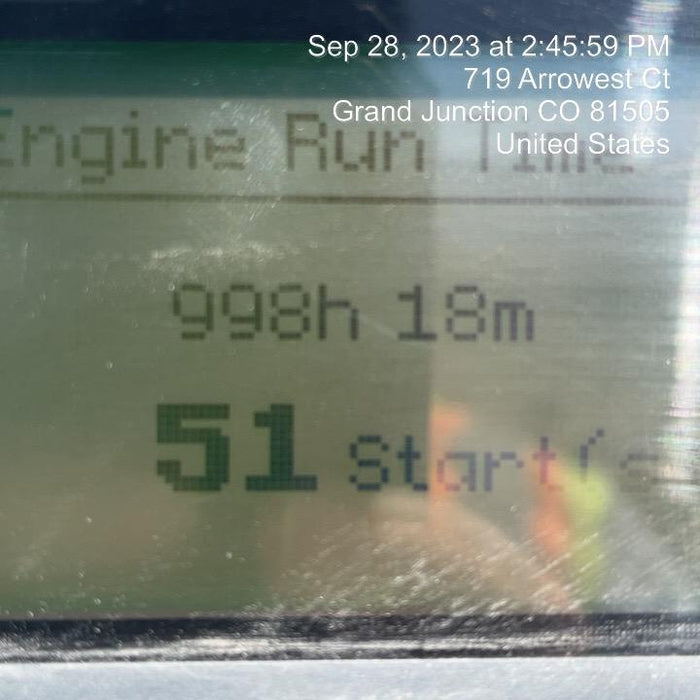 Sep 28, 2023 at 2:45:59 PM
719 Arrowest Ct
Grand Junction CO 81505
United States
Engine Run Time
998h 18m
51 Start(s